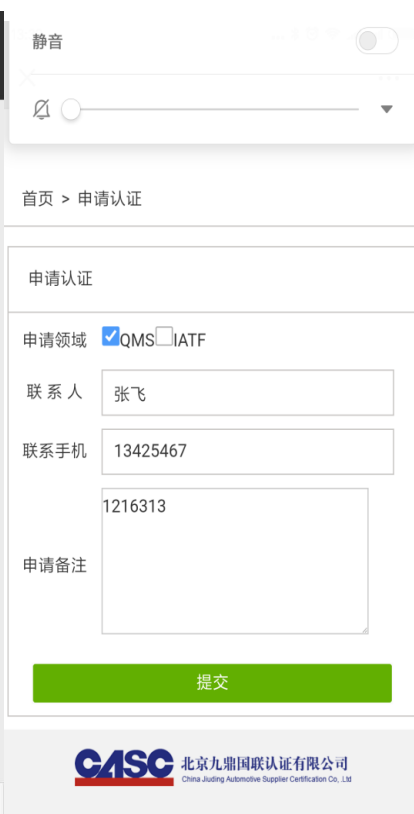 静音
首页 > 申请认证
申请认证
申请领域 QMS IATF
联 系 人 张飞
联系手机 13425467
申请备注 1216313
提交
CASC 北京九鼎国联认证有限公司
China Jiuding Automotive Supplier Certification Co, .Ltd